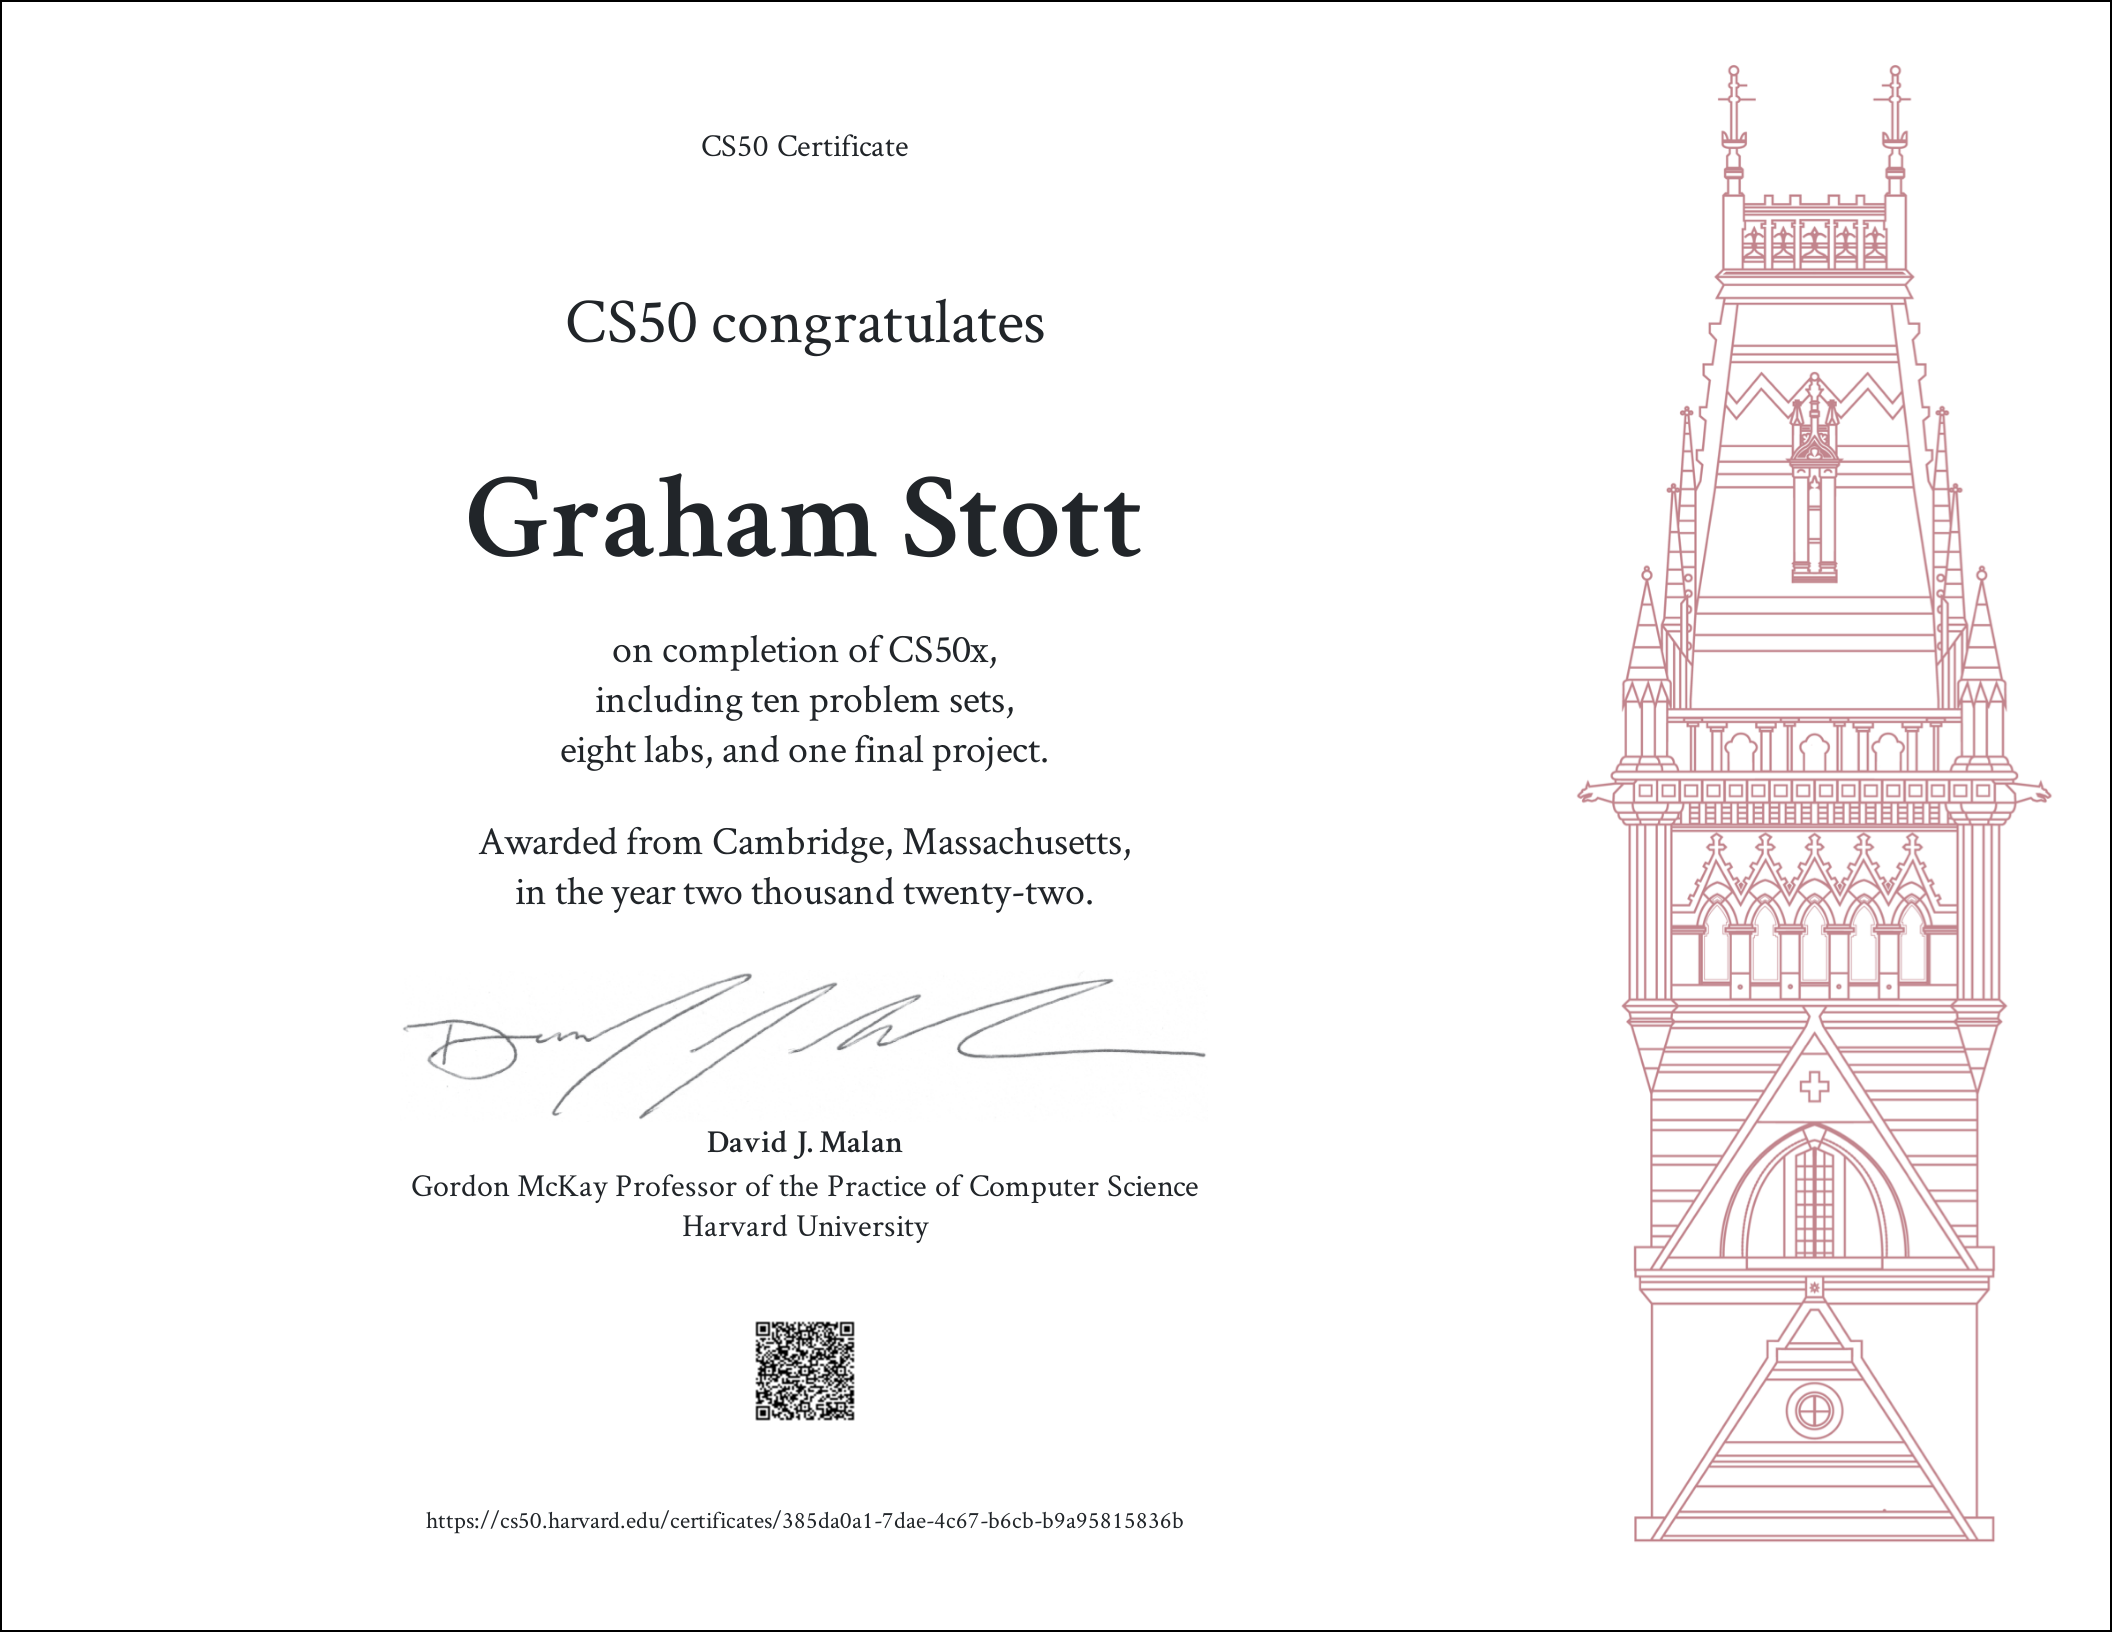 CS50 Certificate
CS50 congratulates
Graham Stott
on completion of CS50x,
including ten problem sets,
eight labs, and one final project.
Awarded from Cambridge, Massachusetts,
in the year two thousand twenty-two.
David J. Malan
Gordon McKay Professor of the Practice of Computer Science
Harvard University
https://cs50.harvard.edu/certificates/385da0a1-7dae-4c67-b6cb-b9a95815836b